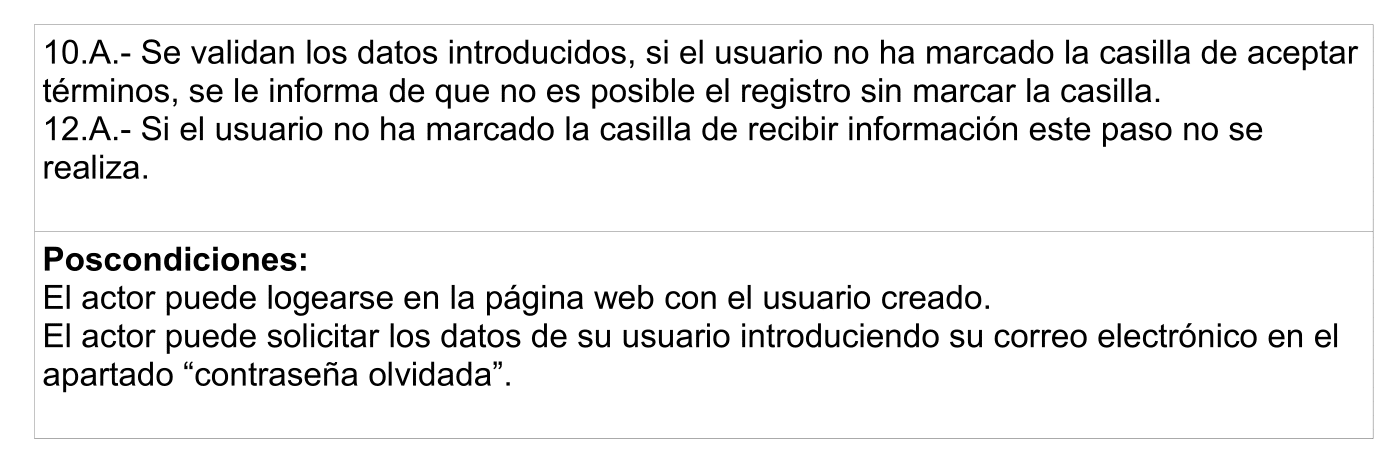 10.A.- Se validan los datos introducidos, si el usuario no ha marcado la casilla de aceptar
términos, se le informa de que no es posible el registro sin marcar la casilla.
12.A.- Si el usuario no ha marcado la casilla de recibir información este paso no se
realiza.
Poscondiciones:
El actor puede logearse en la página web con el usuario creado.
El actor puede solicitar los datos de su usuario introduciendo su correo electrónico en el
apartado “contraseña olvidada”.